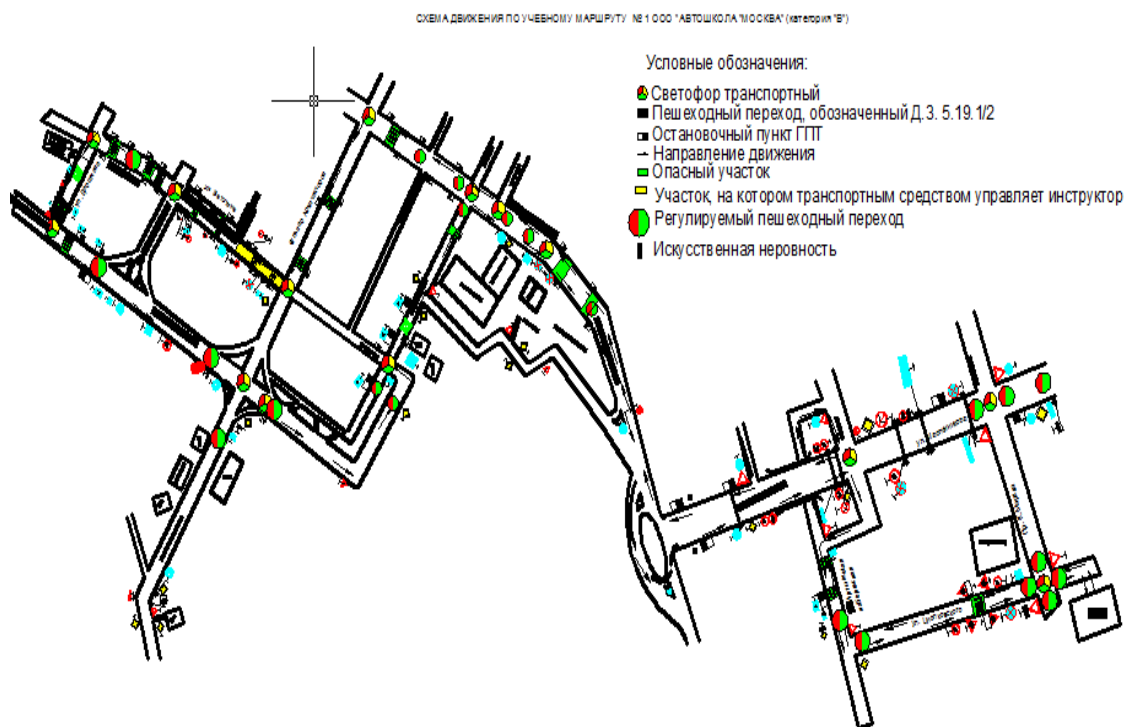 СХЕМА ДВИЖЕНИЯ ПО УЧЕБНОМУ МАРШРУТУ № 1 ООО "АВТОШКОЛА "МОСКВА" (категория "В")
Условные обозначения:
Светофор транспортный
Пешеходный переход, обозначенный Д.З. 5.19.1/2
Остановочный пункт ГПТ
Направление движения
Опасный участок
Участок, на котором транспортным средством управляет инструктор
Регулируемый пешеходный переход
Искусственная неровность